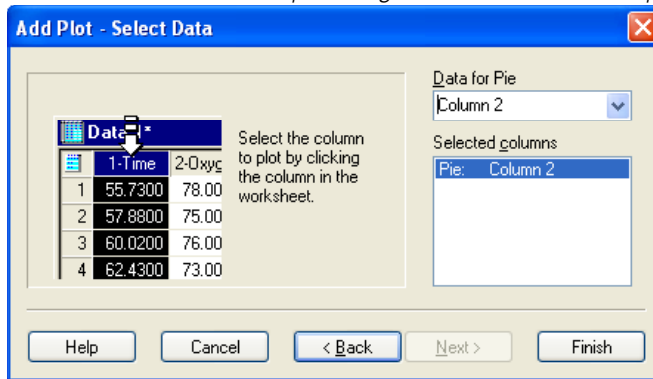 Add Plot - Select Data
Data for Pie
Column 2
Selected columns
Pie: Column 2
Select the column
to plot by clicking
the column in the
worksheet.
1-Time 2-Oxyg
1 55.7300 78.00
2 57.8800 75.00
3 60.0200 76.00
4 62.4300 73.00
Help Cancel < Back Next > Finish